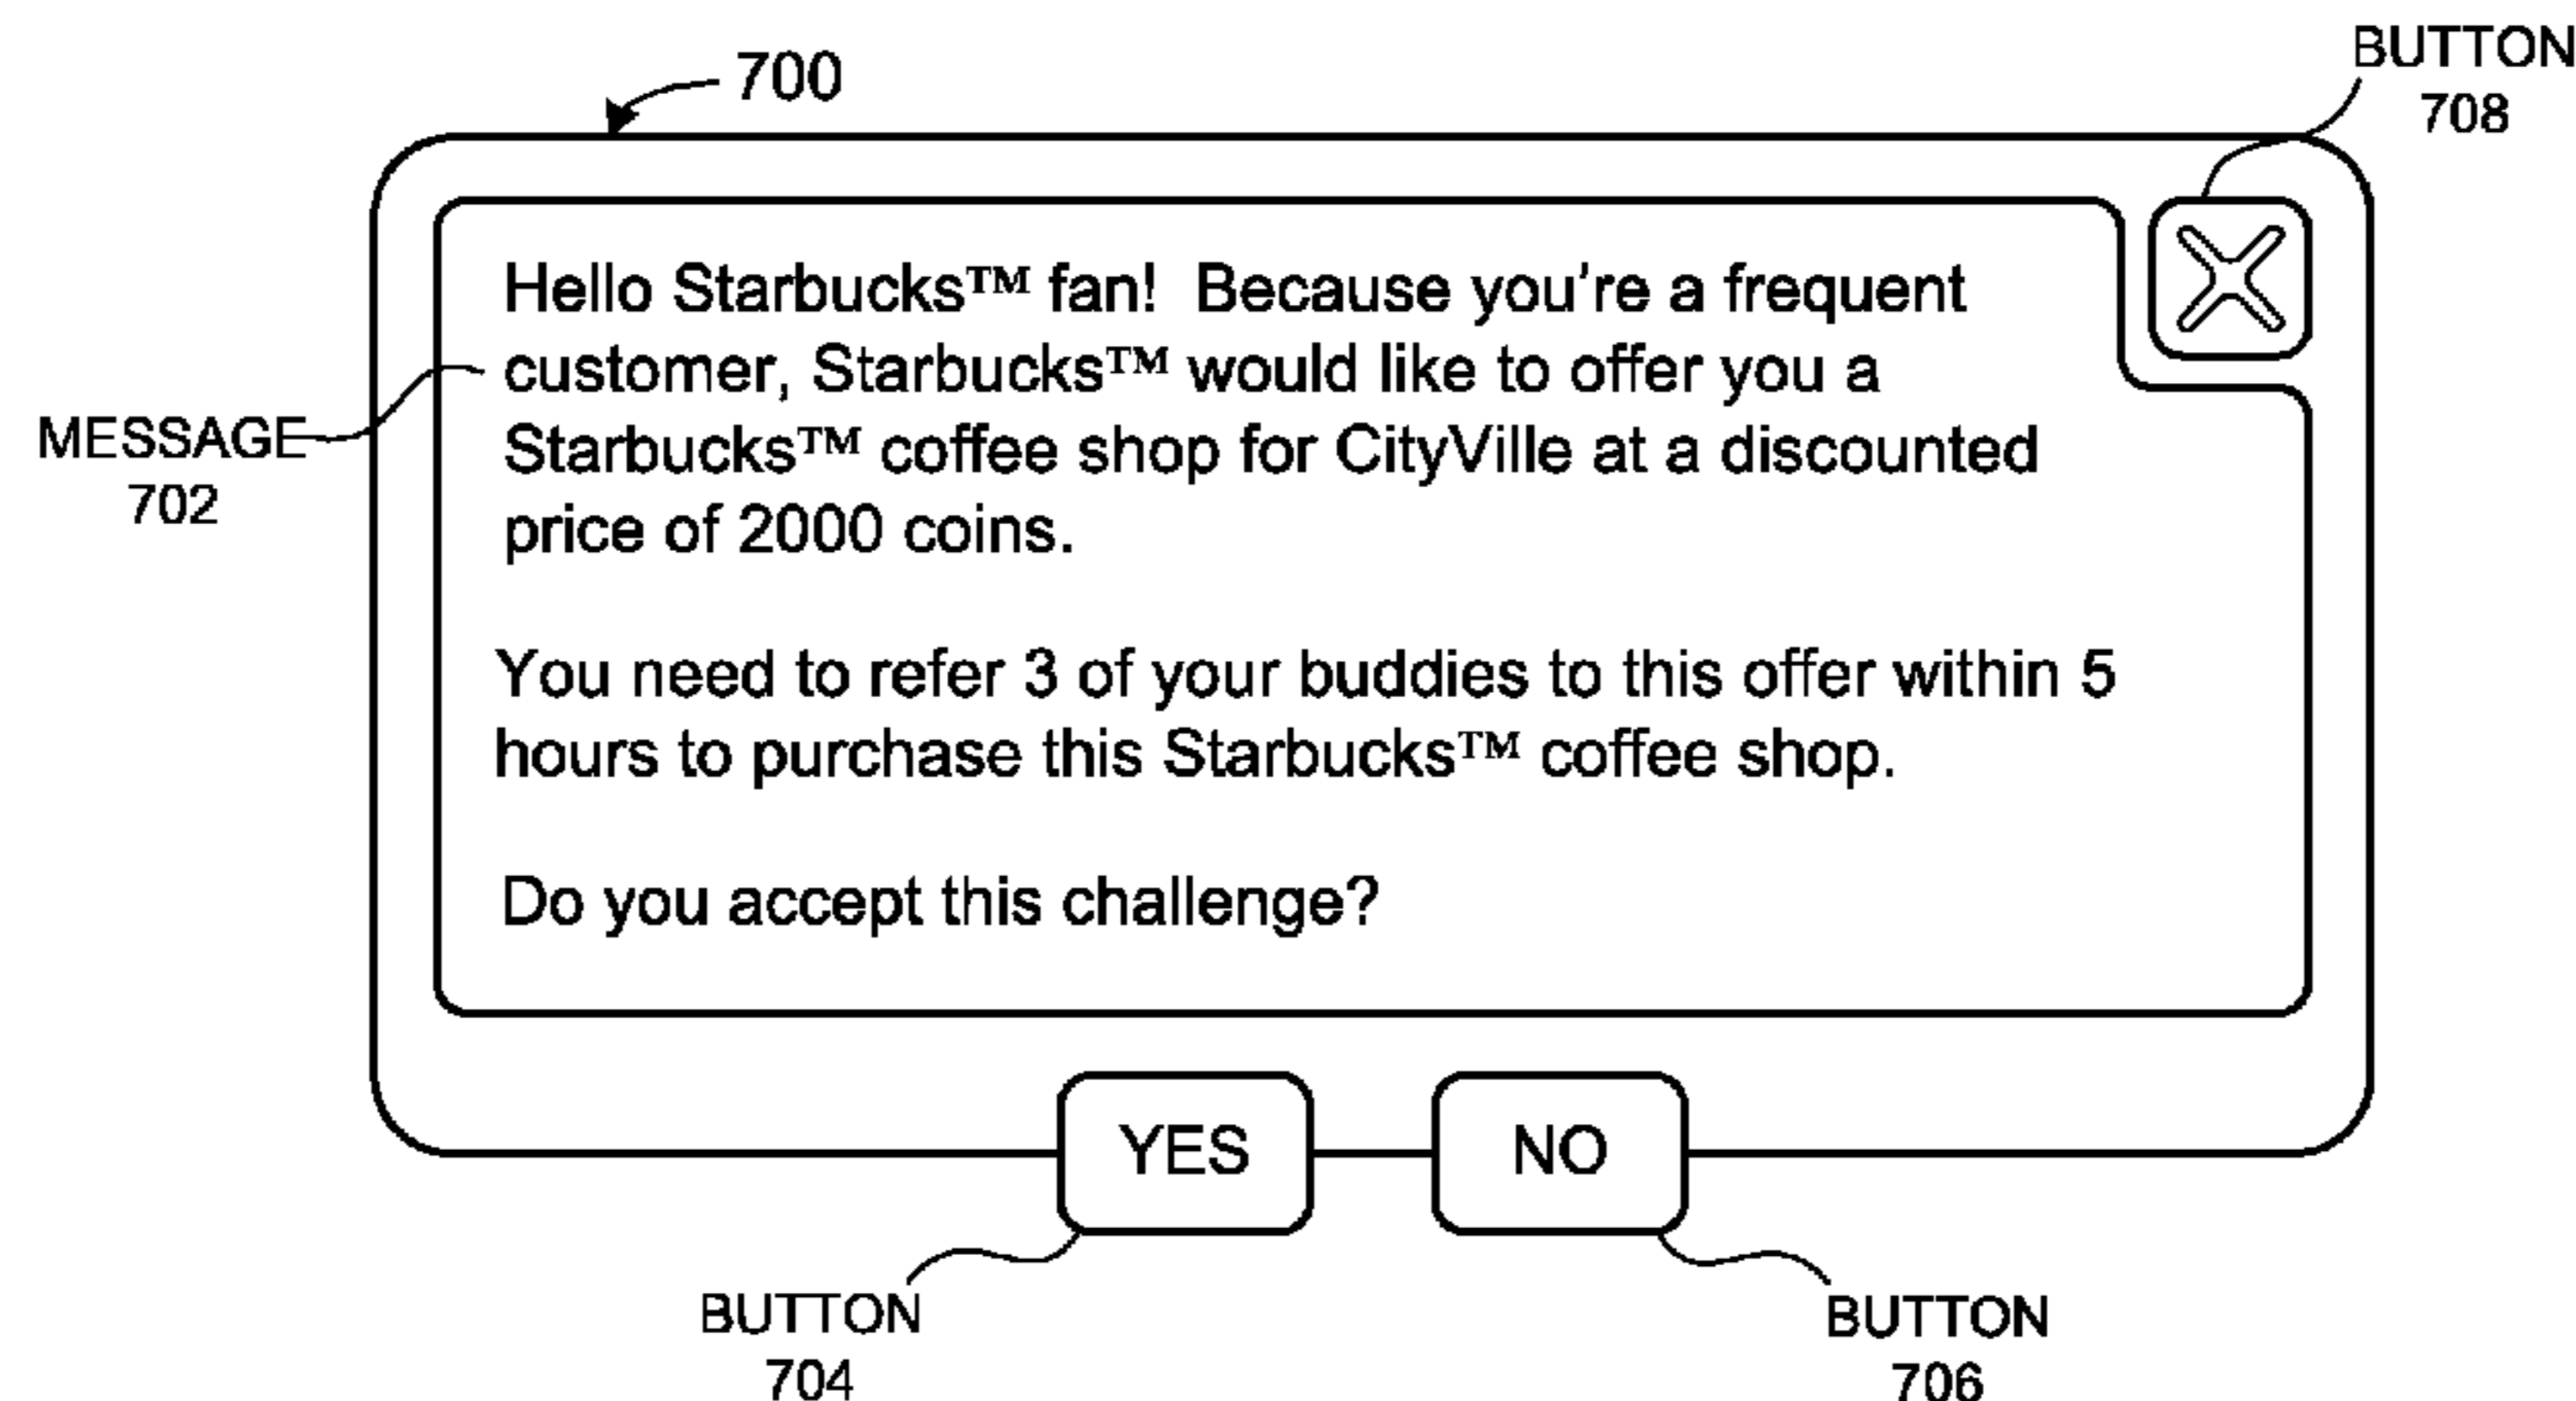 700
BUTTON
708
Hello Starbucks™ fan!  Because you're a frequent
customer, Starbucks™ would like to offer you a
Starbucks™ coffee shop for CityVille at a discounted
price of 2000 coins.
MESSAGE
702
You need to refer 3 of your buddies to this offer within 5
hours to purchase this Starbucks™ coffee shop.
Do you accept this challenge?
YES
NO
BUTTON
704
BUTTON
706